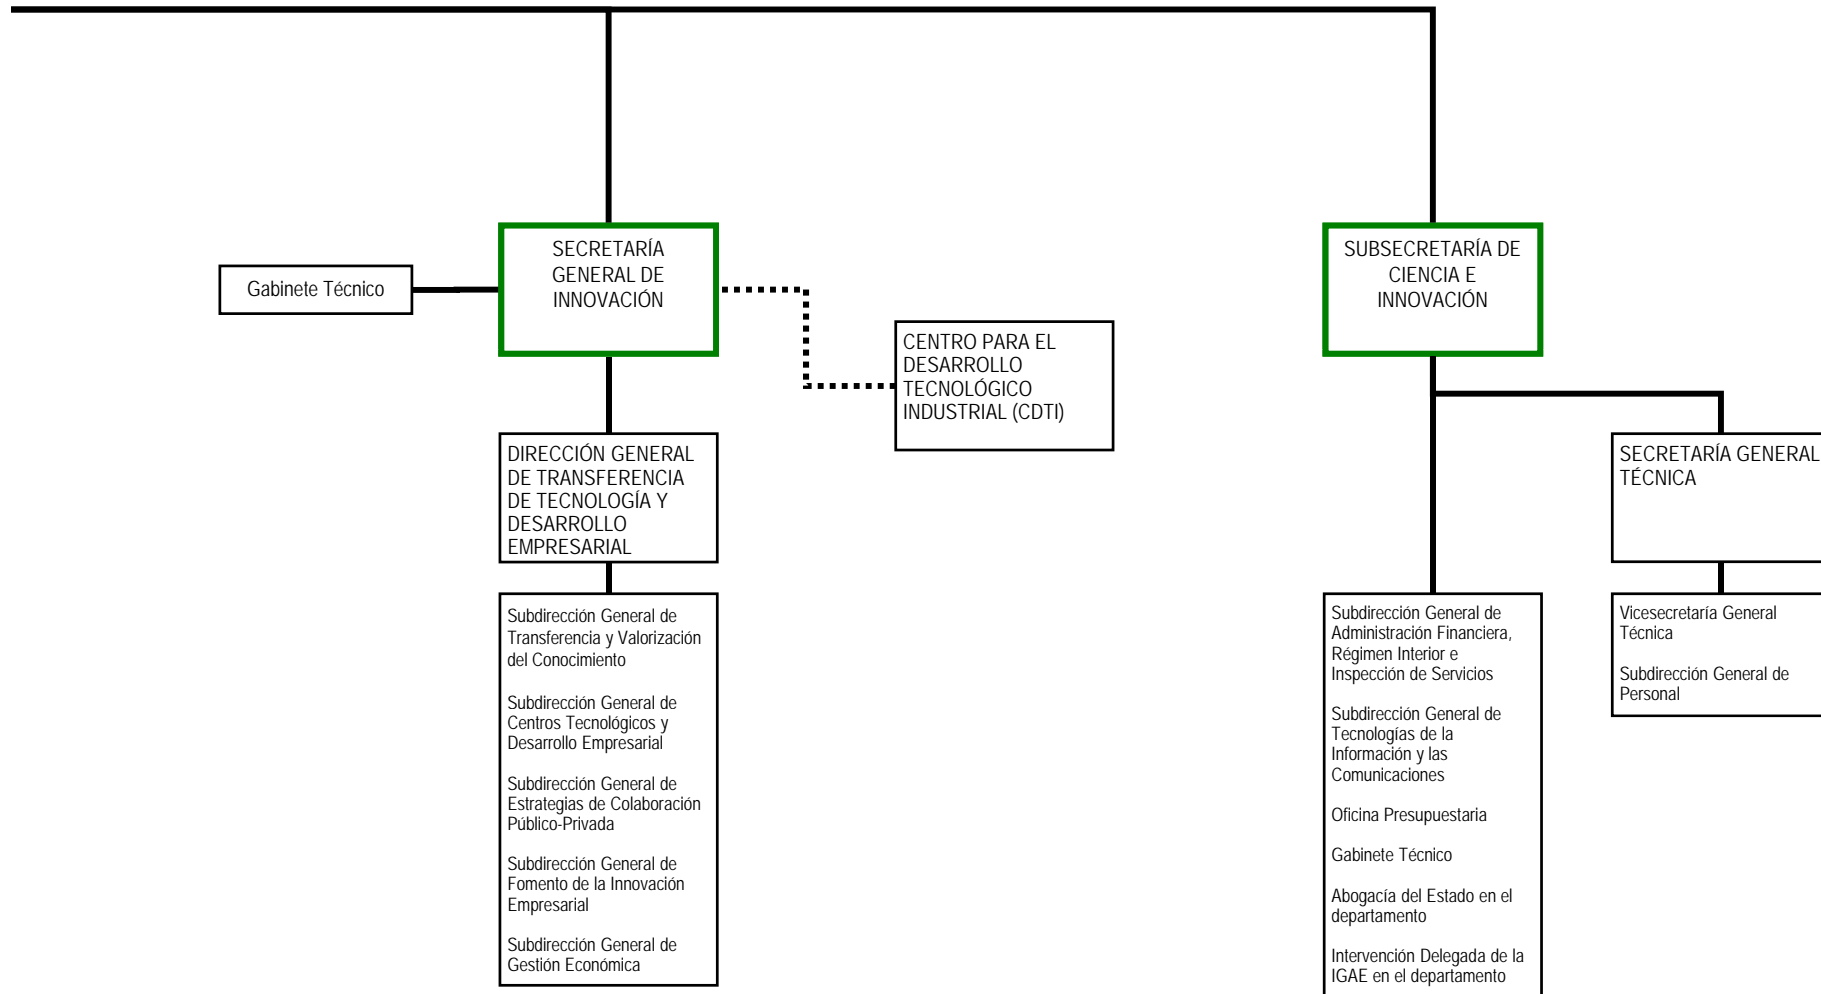 SECRETARÍA
GENERAL DE
INNOVACIÓN
SUBSECRETARÍA DE
CIENCIA E
INNOVACIÓN
Gabinete Técnico
CENTRO PARA EL
DESARROLLO
TECNOLÓGICO
INDUSTRIAL (CDTI)
DIRECCIÓN GENERAL
DE TRANSFERENCIA
DE TECNOLOGÍA Y
DESARROLLO
EMPRESARIAL
SECRETARÍA GENERAL
TÉCNICA
Subdirección General de
Transferencia y Valorización
del Conocimiento
Subdirección General de
Centros Tecnológicos y
Desarrollo Empresarial
Subdirección General de
Estrategias de Colaboración
Público-Privada
Subdirección General de
Fomento de la Innovación
Empresarial
Subdirección General de
Gestión Económica
Subdirección General de
Administración Financiera,
Régimen Interior e
Inspección de Servicios
Subdirección General de
Tecnologías de la
Información y las
Comunicaciones
Oficina Presupuestaria
Gabinete Técnico
Abogacía del Estado en el
departamento
Intervención Delegada de la
IGAE en el departamento
Vicesecretaría General
Técnica
Subdirección General de
Personal